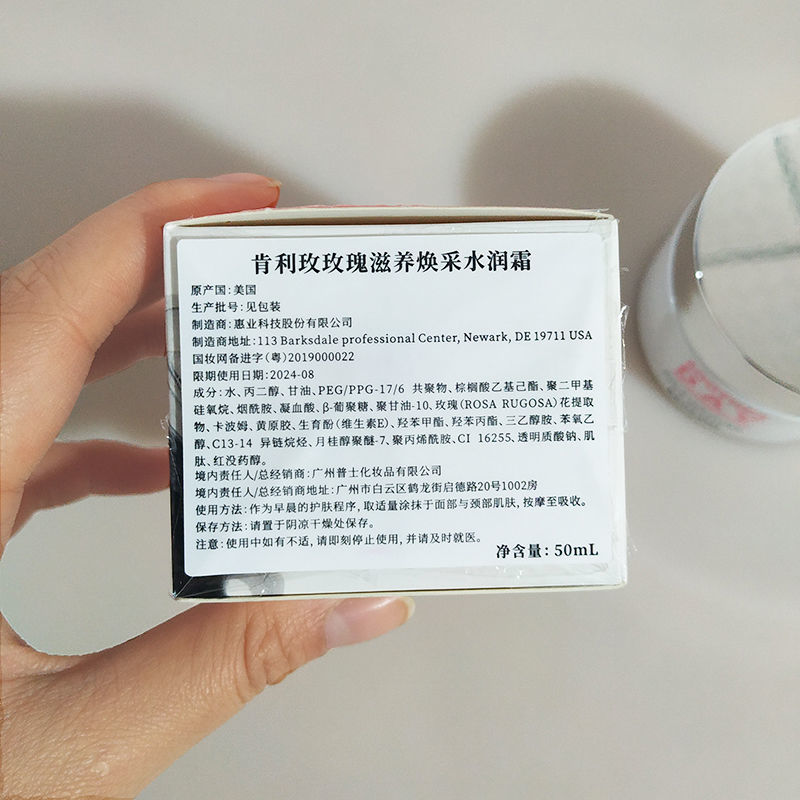 肯利玫玫瑰滋养焕采水润霜
原产国:美国
生产批号:见包装
制造商:惠业科技股份有限公司
制造商地址:113 Barksdale professional Center, Newark, DE 19711 USA
国妆网备进字(粤)2019000022
限期使用日期:2024-08
成分:水、丙二醇、甘油、PEG/PPG-17/6 共聚物、棕榈酸乙基己酯、聚二甲基
硅氧烷、烟酰胺、凝血酸、β-葡聚糖、聚甘油-10、玫瑰(ROSA RUGOSA)花提取
物、卡波姆、黄原胶、生育酚(维生素E)、羟苯甲酯、羟苯丙酯、三乙醇胺、苯氧乙
醇、C13-14 异链烷烃、月桂醇聚醚-7、聚丙烯酰胺、CI 16255、透明质酸钠、肌
肽、红没药醇。
境内责任人/总经销商:广州普士化妆品有限公司
境内责任人/总经销商地址:广州市白云区鹤龙街启德路20号1002房
使用方法:作为早晨的护肤程序,取适量涂抹于面部与颈部肌肤,按摩至吸收。
保存方法:请置于阴凉干燥处保存。
注意:使用中如有不适,请即刻停止使用,并请及时就医。
净含量:50mL